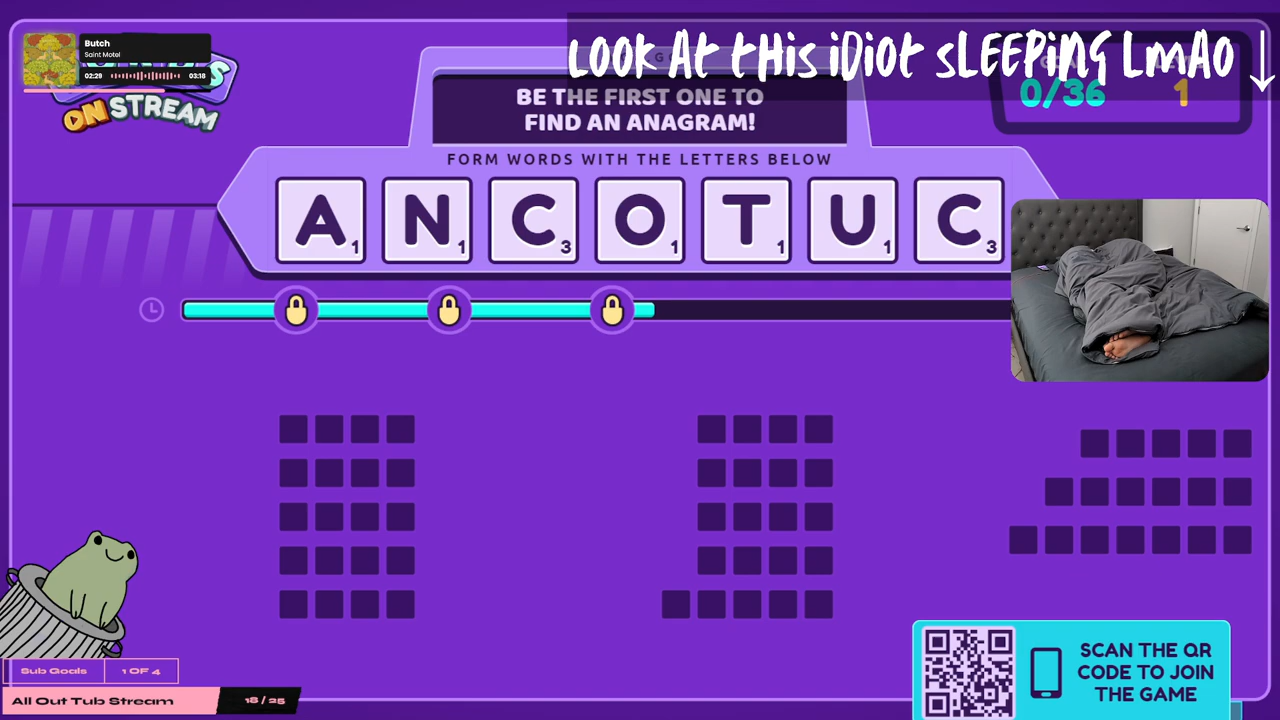 Butch
Saint Motel
02:29
03:18
ON STREAM
LOOK At tHis iDiot sLEEPiNG LmAO ↓
0/36
1
BE THE FIRST ONE TO
FIND AN ANAGRAM!
FORM WORDS WITH THE LETTERS BELOW
A1 N1 C3 O1 T1 U1 C3
Sub Goals 1 OF 4
All Out Tub Stream 18 / 25
SCAN THE QR
CODE TO JOIN
THE GAME